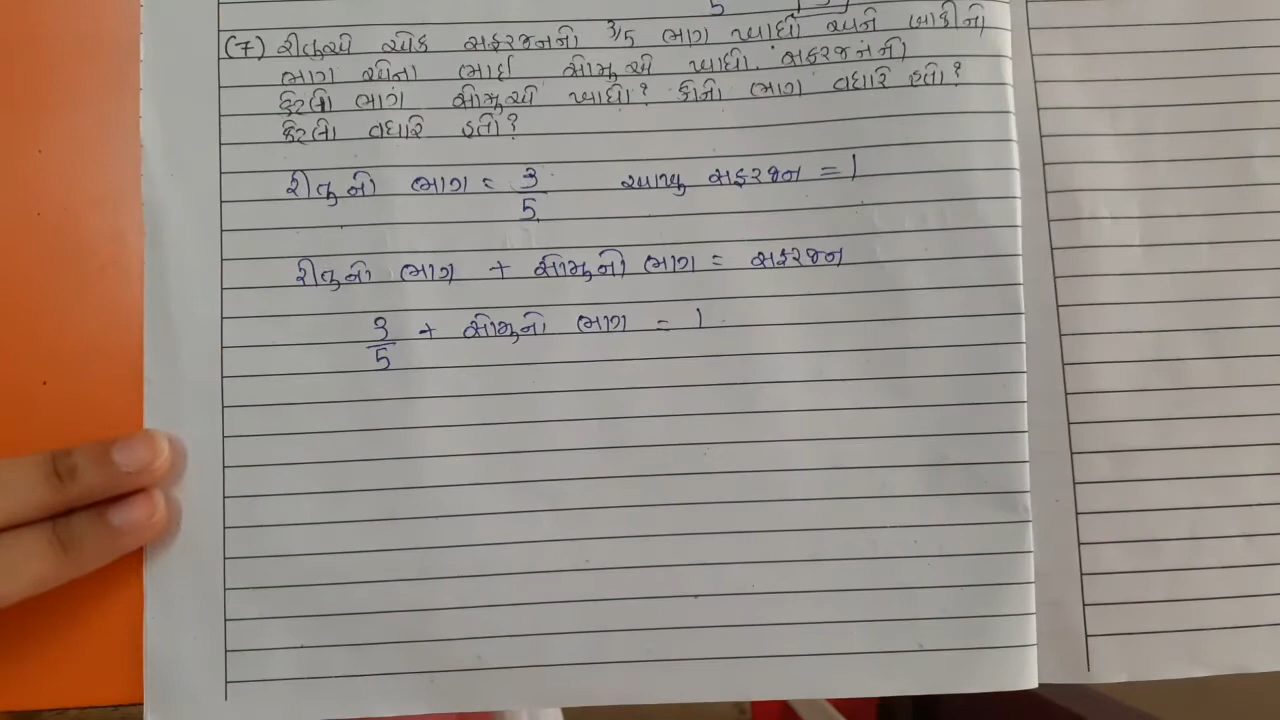 5
(7) રીતુએ એક સફરજનનો 3/5 ભાગ ખાધો અને બાકીનો
ભાગ એના ભાઈ સોમુએ ખાધો. સફરજનનો
કેટલો ભાગ સોમુએ ખાધો? કોનો ભાગ વધારે હતો?
કેટલો વધારે હતો?
રીતુનો ભાગ = 3/5 આખુ સફરજન = 1
રીતુનો ભાગ + સોમુનો ભાગ = સફરજન
3/5 + સોમુનો ભાગ = 1